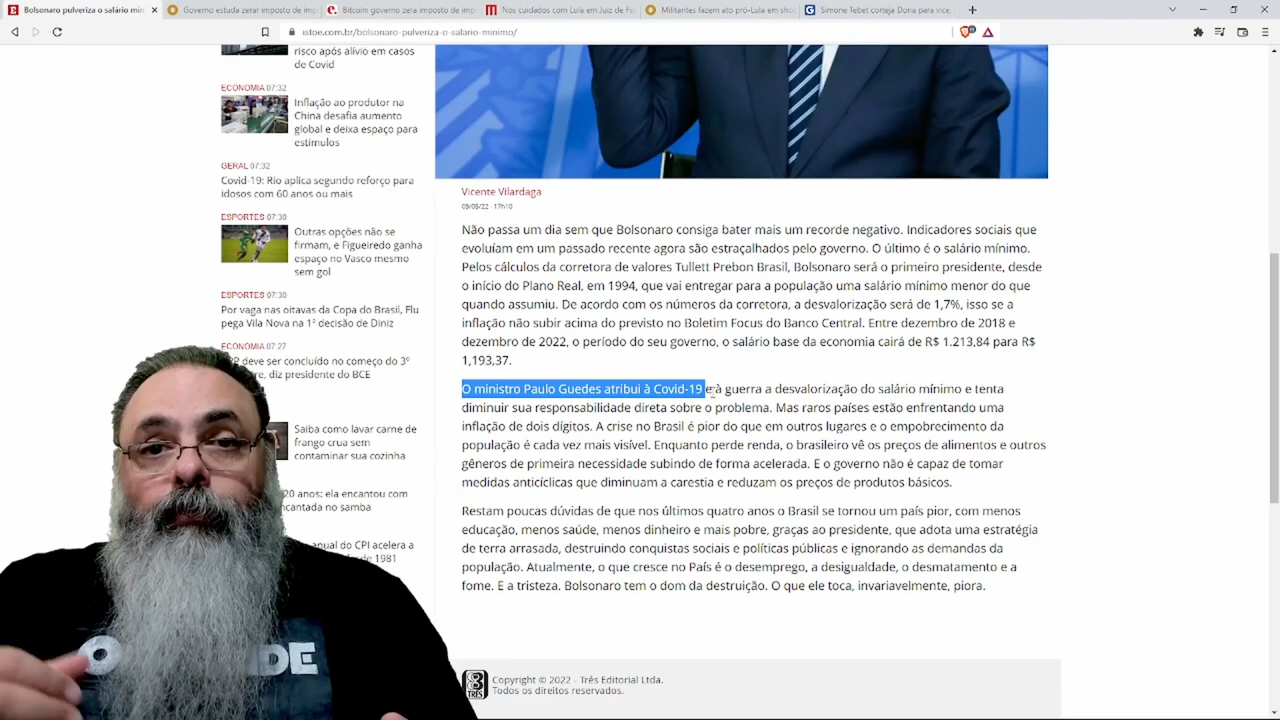 Bolsonaro pulveriza o salário mín
Governo estuda zerar imposto de imp
Bitcoin: governo zera imposto de imp
Nos cuidados com Lula em Juiz de Fo
Militantes fazem ato pró-Lula em sho
Simone Tebet corteja Doria para vice,
istoe.com.br/bolsonaro-pulveriza-o-salario-minimo/
risco após alívio em casos
de Covid
ECONOMIA 07:32
Inflação ao produtor na
China desafia aumento
global e deixa espaço para
estímulos
GERAL 07:32
Covid-19: Rio aplica segundo reforço para
idosos com 60 anos ou mais
ESPORTES 07:30
Outras opções não se
firmam, e Figueiredo ganha
espaço no Vasco mesmo
sem gol
ESPORTES 07:30
Por vaga nas oitavas da Copa do Brasil, Flu
pega Vila Nova na 1ª decisão de Diniz
ECONOMIA 07:27
PP deve ser concluído no começo do 3º
re, diz presidente do BCE
Saiba como lavar carne de
frango crua sem
contaminar sua cozinha
20 anos: ela encantou com
ncantada no samba
anual do CPI acelera a
de 1981
Vicente Vilardaga
09/05/22 - 17h10
Não passa um dia sem que Bolsonaro consiga bater mais um recorde negativo. Indicadores sociais que
evoluíam em um passado recente agora são estraçalhados pelo governo. O último é o salário mínimo.
Pelos cálculos da corretora de valores Tullett Prebon Brasil, Bolsonaro será o primeiro presidente, desde
o início do Plano Real, em 1994, que vai entregar para a população uma salário mínimo menor do que
quando assumiu. De acordo com os números da corretora, a desvalorização será de 1,7%, isso se a
inflação não subir acima do previsto no Boletim Focus do Banco Central. Entre dezembro de 2018 e
dezembro de 2022, o período do seu governo, o salário base da economia cairá de R$ 1.213,84 para R$
1,193,37.
O ministro Paulo Guedes atribui à Covid-19 e à guerra a desvalorização do salário mínimo e tenta
diminuir sua responsabilidade direta sobre o problema. Mas raros países estão enfrentando uma
inflação de dois dígitos. A crise no Brasil é pior do que em outros lugares e o empobrecimento da
população é cada vez mais visível. Enquanto perde renda, o brasileiro vê os preços de alimentos e outros
gêneros de primeira necessidade subindo de forma acelerada. E o governo não é capaz de tomar
medidas anticíclicas que diminuam a carestia e reduzam os preços de produtos básicos.
Restam poucas dúvidas de que nos últimos quatro anos o Brasil se tornou um país pior, com menos
educação, menos saúde, menos dinheiro e mais pobre, graças ao presidente, que adota uma estratégia
de terra arrasada, destruindo conquistas sociais e políticas públicas e ignorando as demandas da
população. Atualmente, o que cresce no País é o desemprego, a desigualdade, o desmatamento e a
fome. E a tristeza. Bolsonaro tem o dom da destruição. O que ele toca, invariavelmente, piora.
TRÊS
Copyright © 2022 - Três Editorial Ltda.
Todos os direitos reservados.